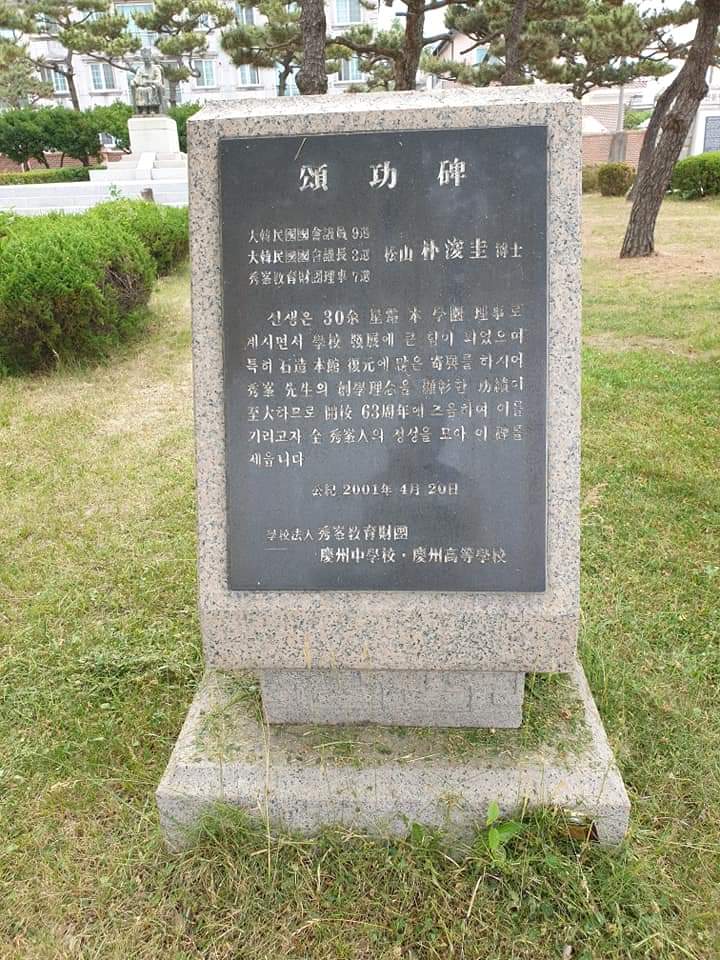 頌功碑
大韓民國國會議員 9選
大韓民國國會議長 3選 松山 朴浚圭 博士
秀峯敎育財團理事 7選
선생은 30余 星霜 本 學園 理事로
계시면서 學校 發展에 큰 힘이 되었으며
특히 石造 本館 復元에 많은 寄與를 하시어
秀峯 先生의 創學理念을 顯彰한 功績이
至大하므로 開校 63周年에 즈음하여 이를
기리고자 全 秀峯人의 정성을 모아 이 碑를
세웁니다
公紀 2001年 4月 20日
學校法人 秀峯敎育財團
慶州中學校·慶州高等學校